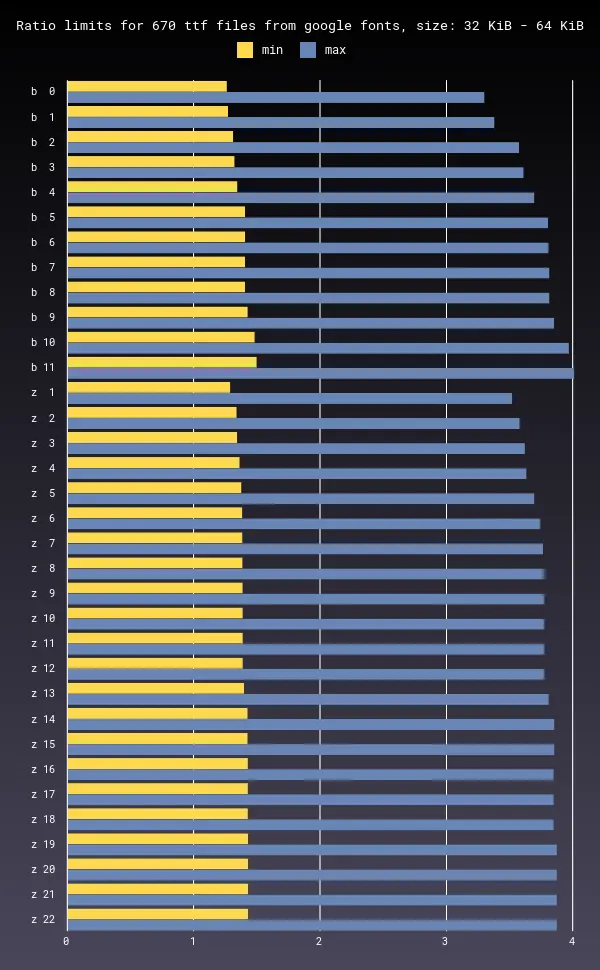 Ratio limits for 670 ttf files from google fonts, size: 32 KiB - 64 KiB
min max
b 0
b 1
b 2
b 3
b 4
b 5
b 6
b 7
b 8
b 9
b 10
b 11
z 1
z 2
z 3
z 4
z 5
z 6
z 7
z 8
z 9
z 10
z 11
z 12
z 13
z 14
z 15
z 16
z 17
z 18
z 19
z 20
z 21
z 22
0 1 2 3 4